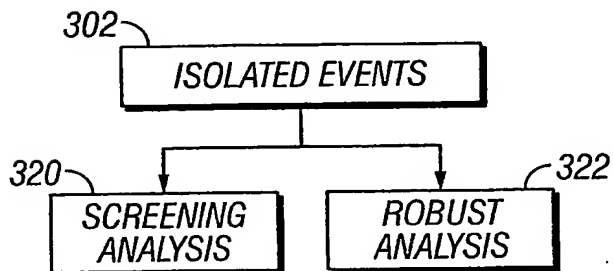 302
ISOLATED EVENTS
320
SCREENING
ANALYSIS
322
ROBUST
ANALYSIS